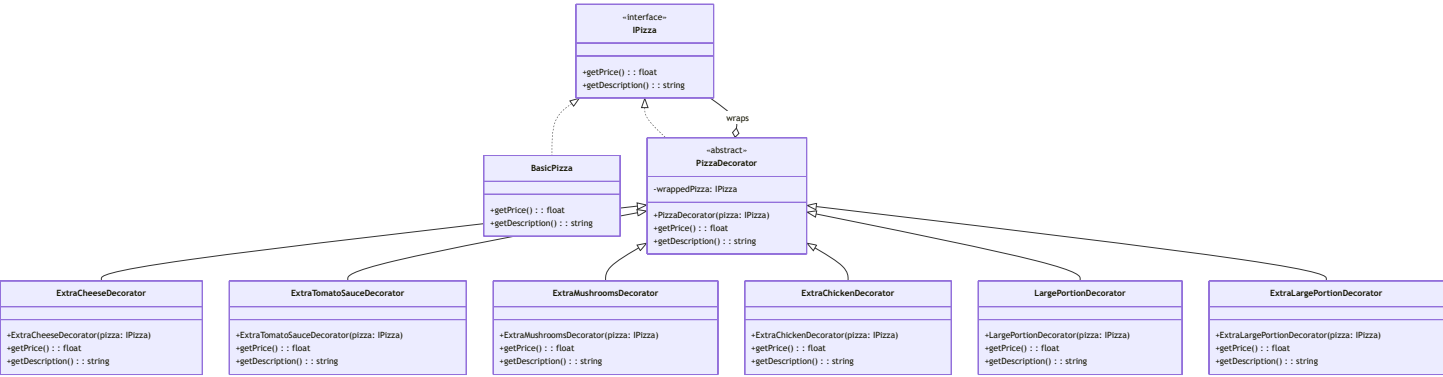 «interface»
IPizza
+getPrice() : : float
+getDescription() : : string
wraps
BasicPizza
+getPrice() : : float
+getDescription() : : string
«abstract»
PizzaDecorator
-wrappedPizza: IPizza
+PizzaDecorator(pizza: IPizza)
+getPrice() : : float
+getDescription() : : string
ExtraCheeseDecorator
+ExtraCheeseDecorator(pizza: IPizza)
+getPrice() : : float
+getDescription() : : string
ExtraTomatoSauceDecorator
+ExtraTomatoSauceDecorator(pizza: IPizza)
+getPrice() : : float
+getDescription() : : string
ExtraMushroomsDecorator
+ExtraMushroomsDecorator(pizza: IPizza)
+getPrice() : : float
+getDescription() : : string
ExtraChickenDecorator
+ExtraChickenDecorator(pizza: IPizza)
+getPrice() : : float
+getDescription() : : string
LargePortionDecorator
+LargePortionDecorator(pizza: IPizza)
+getPrice() : : float
+getDescription() : : string
ExtraLargePortionDecorator
+ExtraLargePortionDecorator(pizza: IPizza)
+getPrice() : : float
+getDescription() : : string